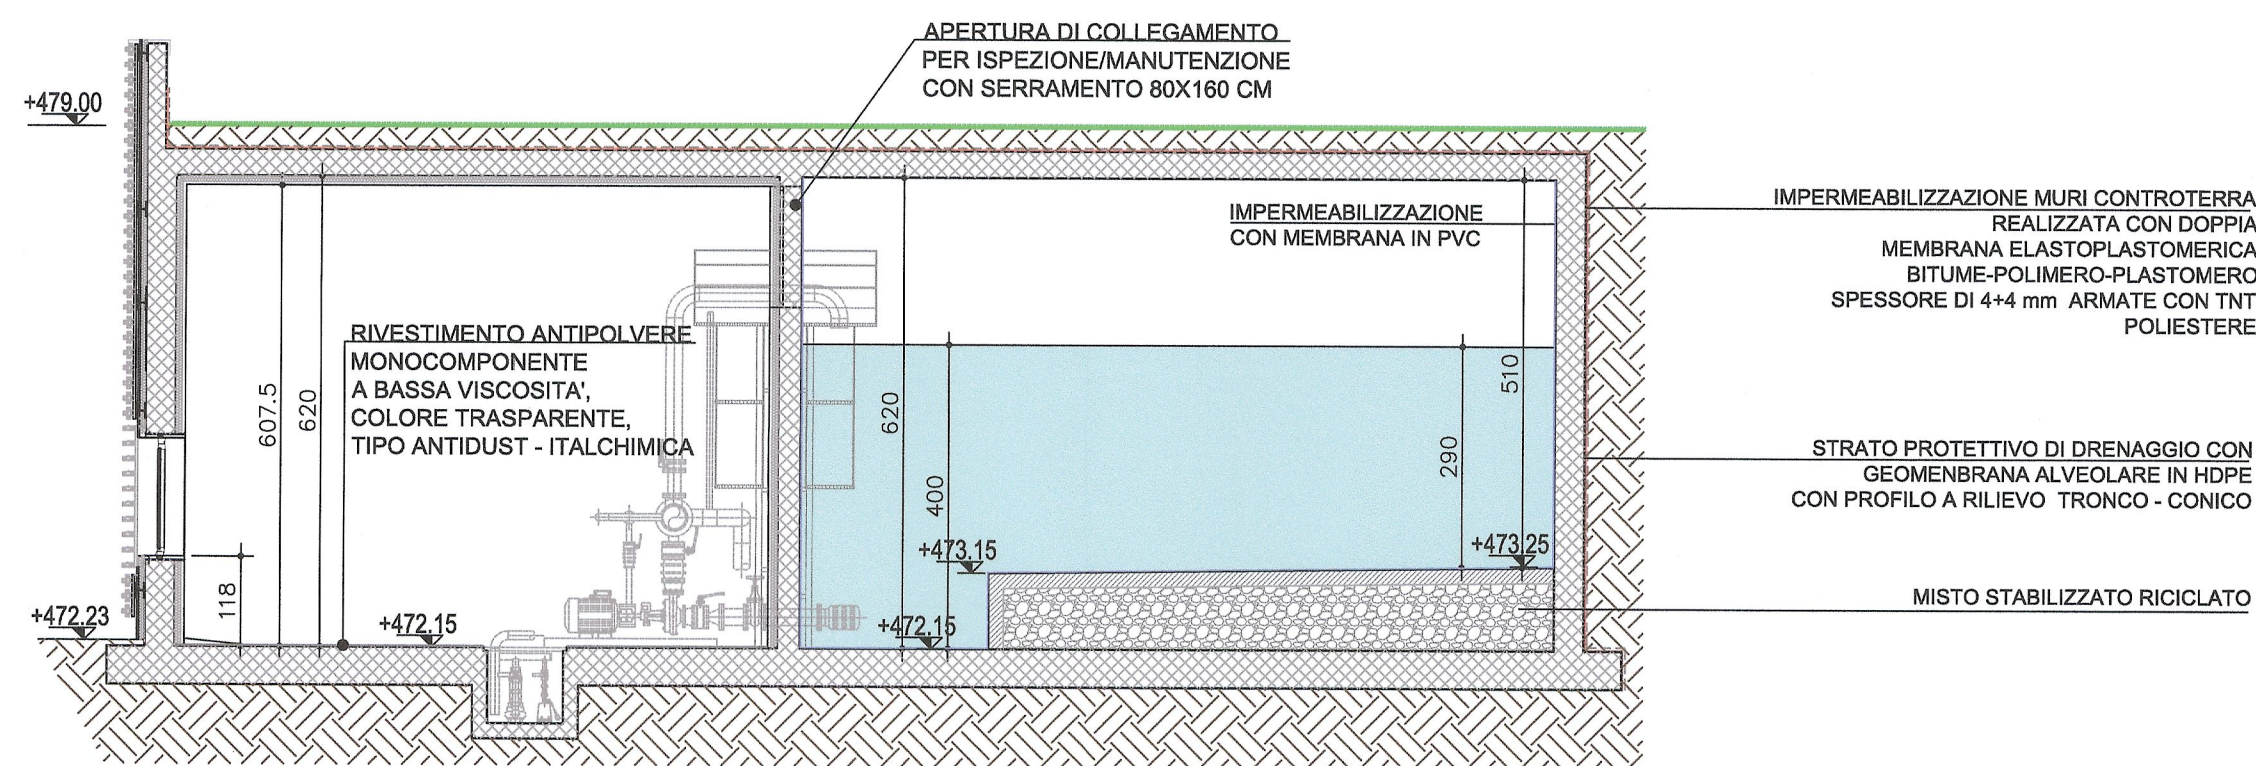 APERTURA DI COLLEGAMENTO
PER ISPEZIONE/MANUTENZIONE
CON SERRAMENTO 80X160 CM
+479.00
IMPERMEABILIZZAZIONE MURI CONTROTERRA
REALIZZATA CON DOPPIA
MEMBRANA ELASTOPLASTOMERICA
BITUME-POLIMERO-PLASTOMERO
SPESSORE DI 4+4 mm ARMATE CON TNT
POLIESTERE
IMPERMEABILIZZAZIONE
CON MEMBRANA IN PVC
RIVESTIMENTO ANTIPOLVERE
MONOCOMPONENTE
A BASSA VISCOSITA',
COLORE TRASPARENTE,
TIPO ANTIDUST - ITALCHIMICA
607.5
620
620
510
290
400
STRATO PROTETTIVO DI DRENAGGIO CON
GEOMENBRANA ALVEOLARE IN HDPE
CON PROFILO A RILIEVO TRONCO - CONICO
+473.15
+473.25
118
MISTO STABILIZZATO RICICLATO
+472.23
+472.15
+472.15